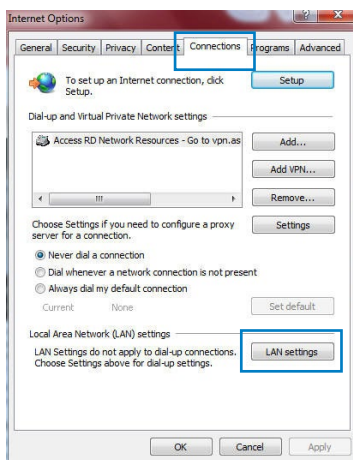 Internet Options
General Security Privacy Content Connections Programs Advanced
To set up an Internet connection, click
Setup.
Setup
Dial-up and Virtual Private Network settings
Access RD Network Resources - Go to vpn.as
Add...
Add VPN...
Remove...
Choose Settings if you need to configure a proxy
server for a connection.
Settings
Never dial a connection
Dial whenever a network connection is not present
Always dial my default connection
Current None
Set default
Local Area Network (LAN) settings
LAN Settings do not apply to dial-up connections.
Choose Settings above for dial-up settings.
LAN settings
OK Cancel Apply